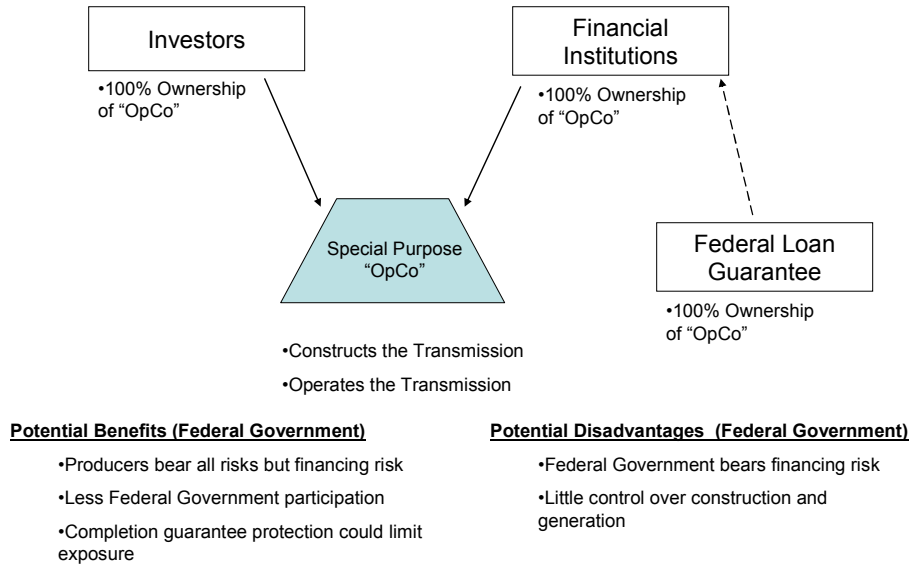 Investors
•100% Ownership
of “OpCo”
Financial
Institutions
•100% Ownership
of “OpCo”
Special Purpose
“OpCo”
Federal Loan
Guarantee
•100% Ownership
of “OpCo”
•Constructs the Transmission
•Operates the Transmission
Potential Benefits (Federal Government)
•Producers bear all risks but financing risk
•Less Federal Government participation
•Completion guarantee protection could limit
exposure
Potential Disadvantages (Federal Government)
•Federal Government bears financing risk
•Little control over construction and
generation